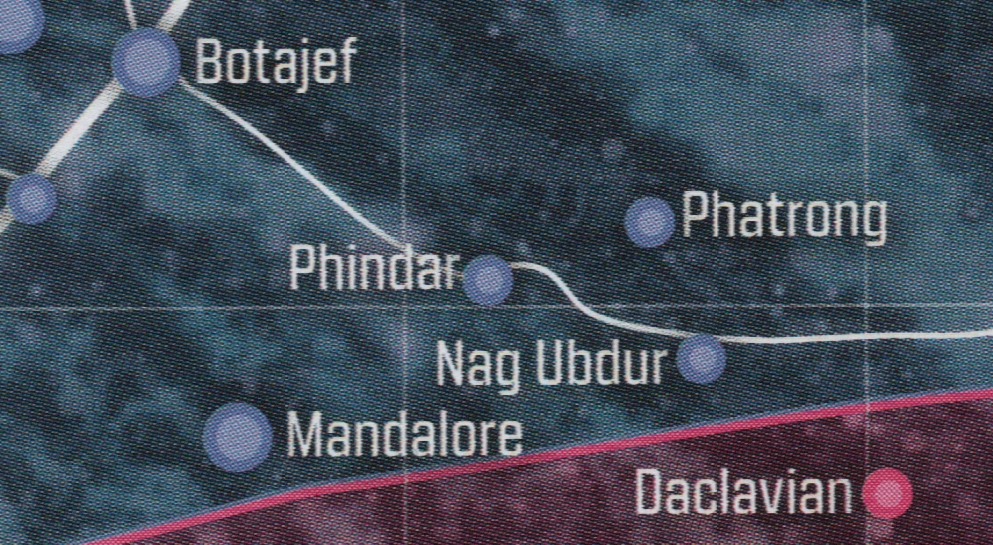 Botajef
Phatrong
Phindar
Nag Ubdur
Mandalore
Daclavian